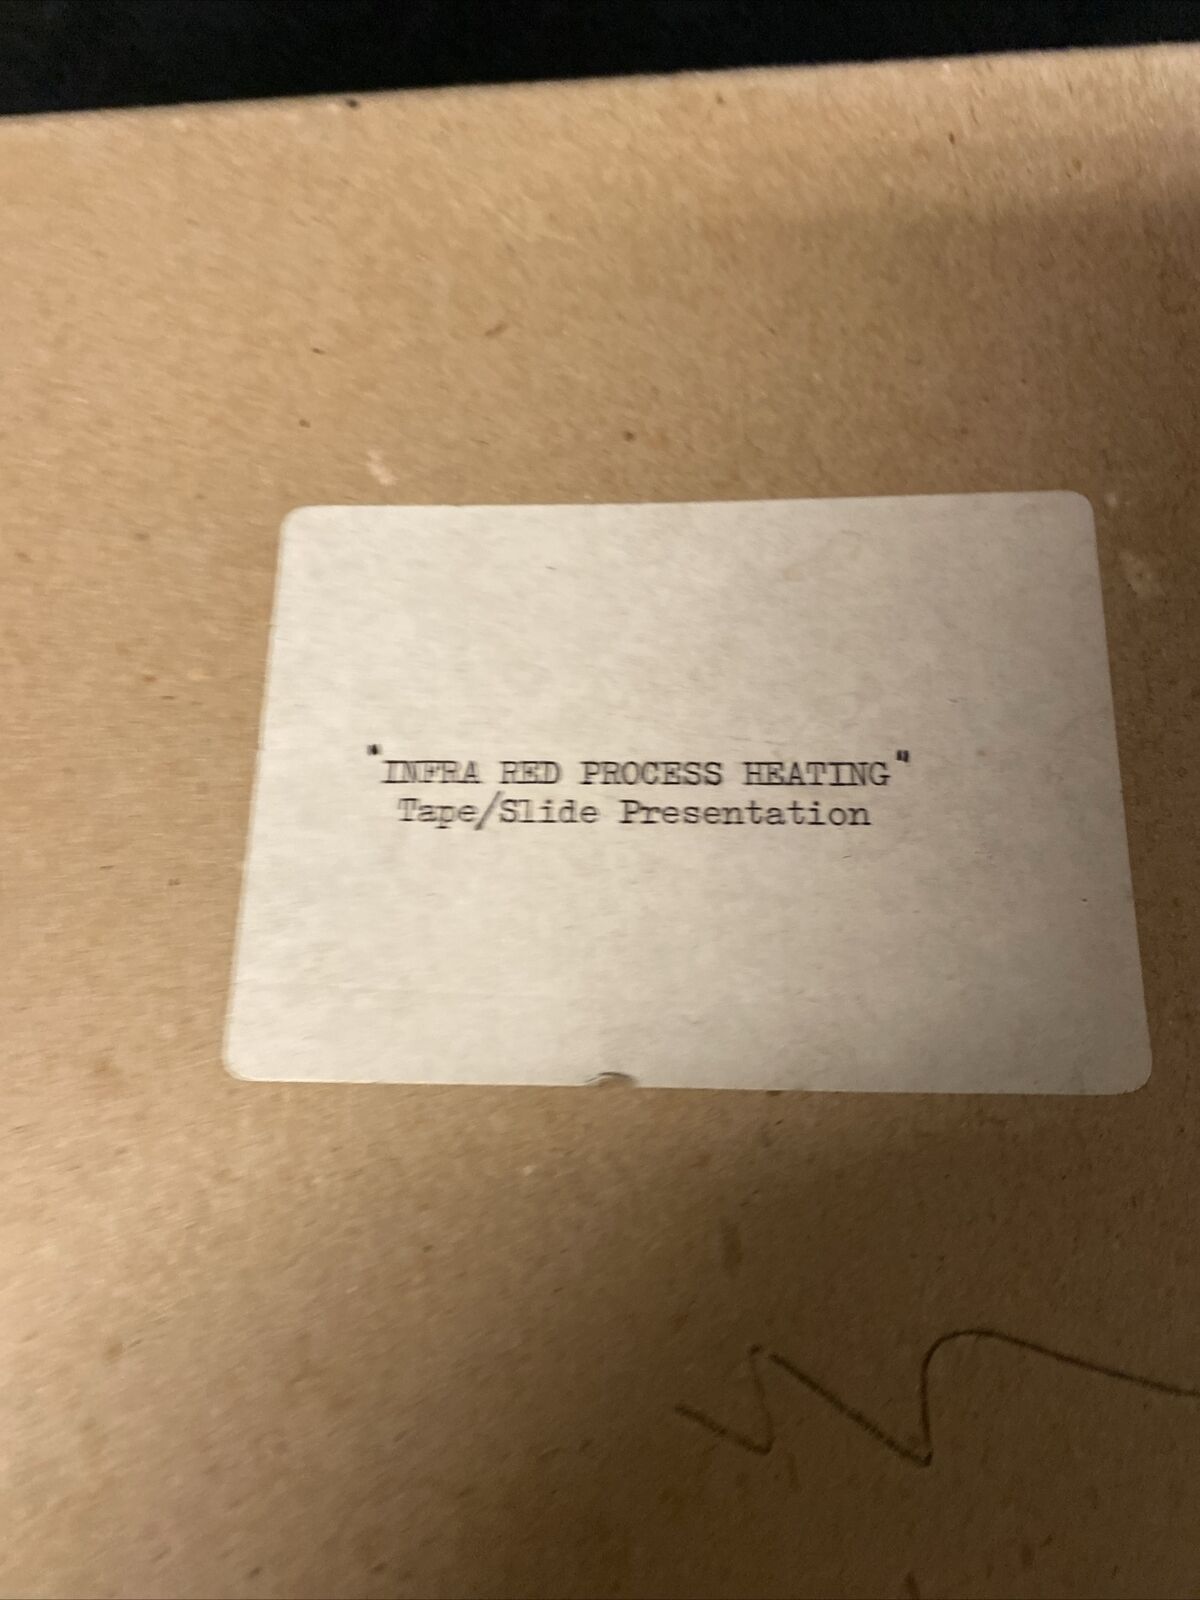 "INFRA RED PROCESS HEATING"
Tape/Slide Presentation